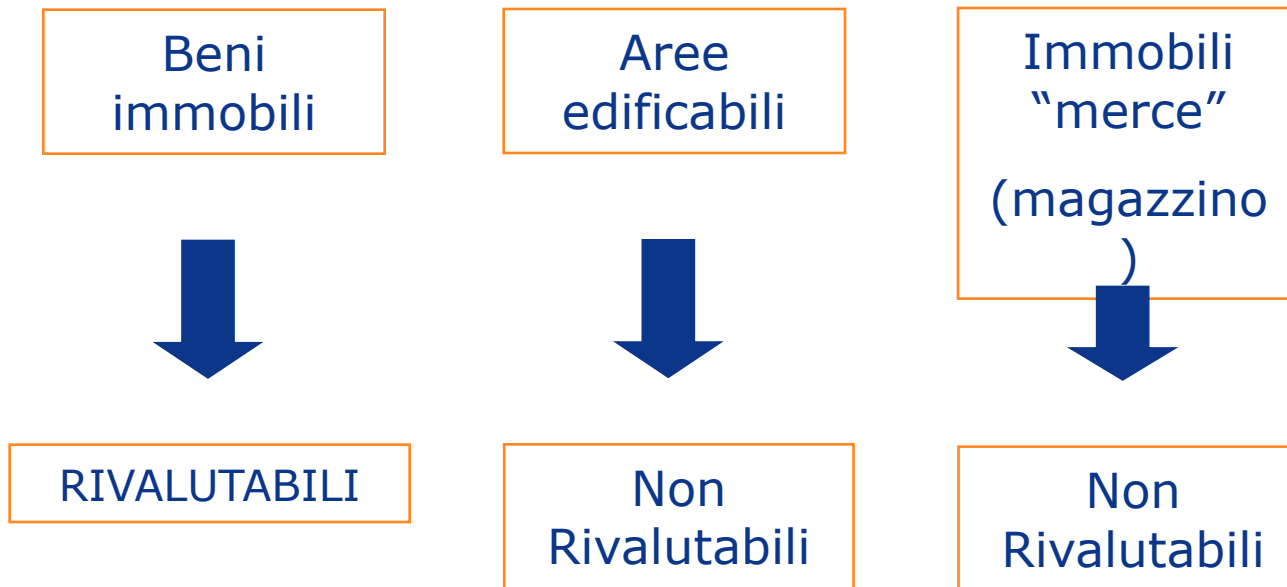 Beni
immobili
Aree
edificabili
Immobili
“merce”
(magazzino
)
RIVALUTABILI
Non
Rivalutabili
Non
Rivalutabili